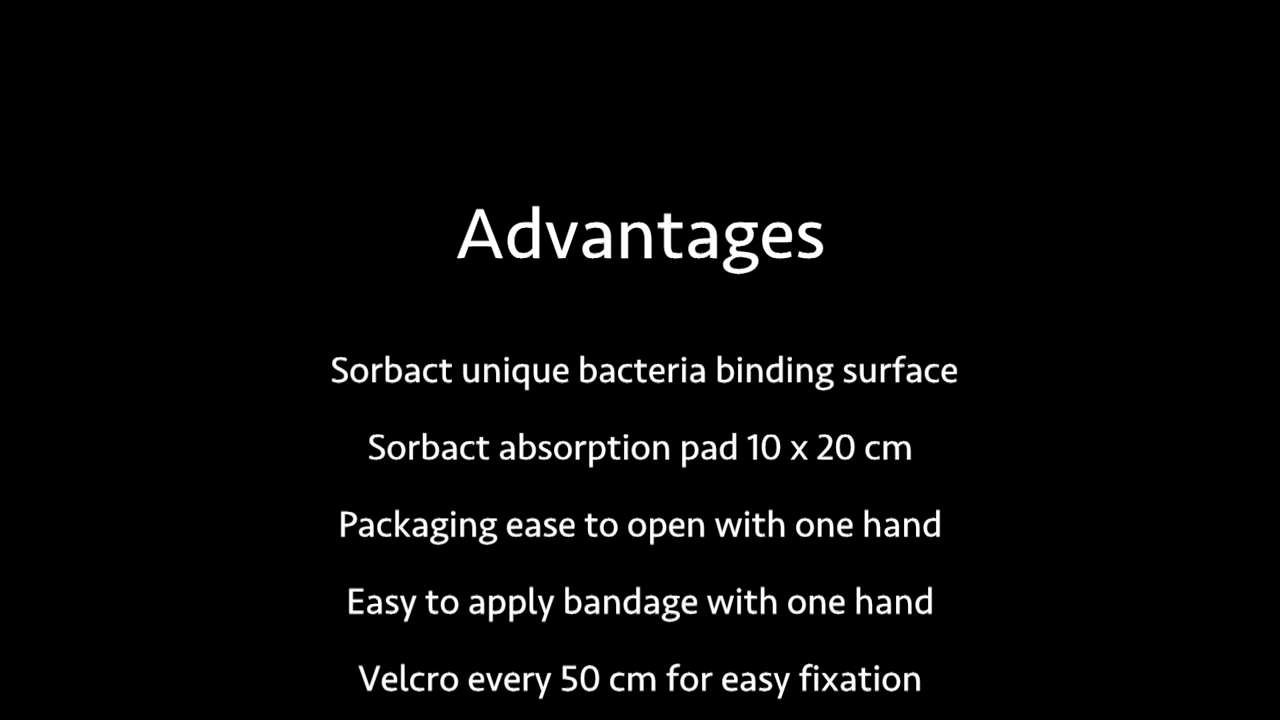 Advantages
Sorbact unique bacteria binding surface
Sorbact absorption pad 10 x 20 cm
Packaging ease to open with one hand
Easy to apply bandage with one hand
Velcro every 50 cm for easy fixation